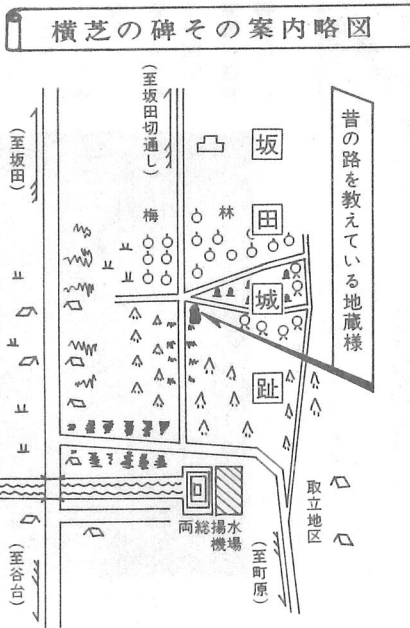 横芝の碑その案内略図
昔の路を教えている地蔵様
坂田城趾
(至坂田切通し)
(至坂田)
梅林
取立地区
両総揚水機場
(至町原)
(至谷台)